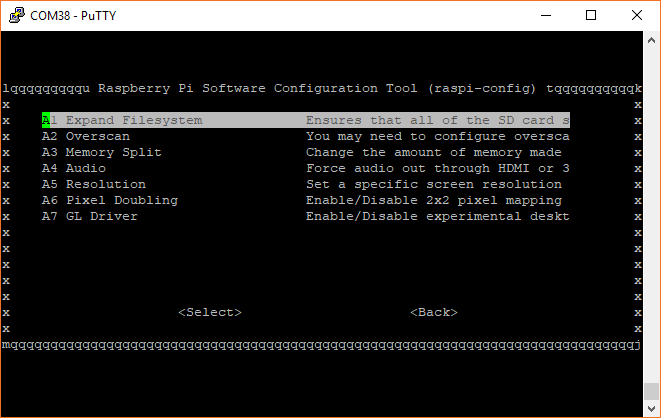 COM38 - PuTTY
lqqqqqqqqqu Raspberry Pi Software Configuration Tool (raspi-config) tqqqqqqqqqqk
x x
x A1 Expand Filesystem Ensures that all of the SD card s x
x A2 Overscan You may need to configure oversca x
x A3 Memory Split Change the amount of memory made x
x A4 Audio Force audio out through HDMI or 3 x
x A5 Resolution Set a specific screen resolution x
x A6 Pixel Doubling Enable/Disable 2x2 pixel mapping x
x A7 GL Driver Enable/Disable experimental deskt x
x x
x x
x x
x x
x x
x <Select> <Back> x
x x
mqqqqqqqqqqqqqqqqqqqqqqqqqqqqqqqqqqqqqqqqqqqqqqqqqqqqqqqqqqqqqqqqqqqqqqqqqqqqqqj